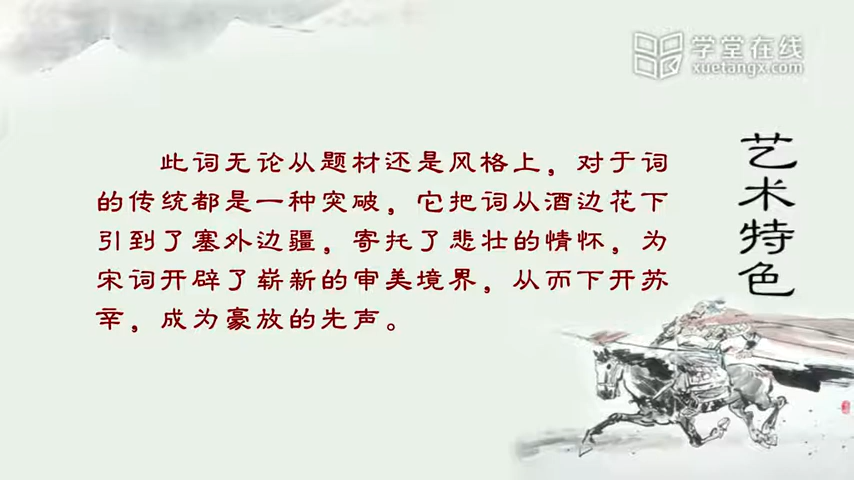 学堂在线
xuetangx.com
艺术特色
此词无论从题材还是风格上，对于词
的传统都是一种突破，它把词从酒边花下
引到了塞外边疆，寄托了悲壮的情怀，为
宋词开辟了崭新的审美境界，从而下开苏
辛，成为豪放的先声。